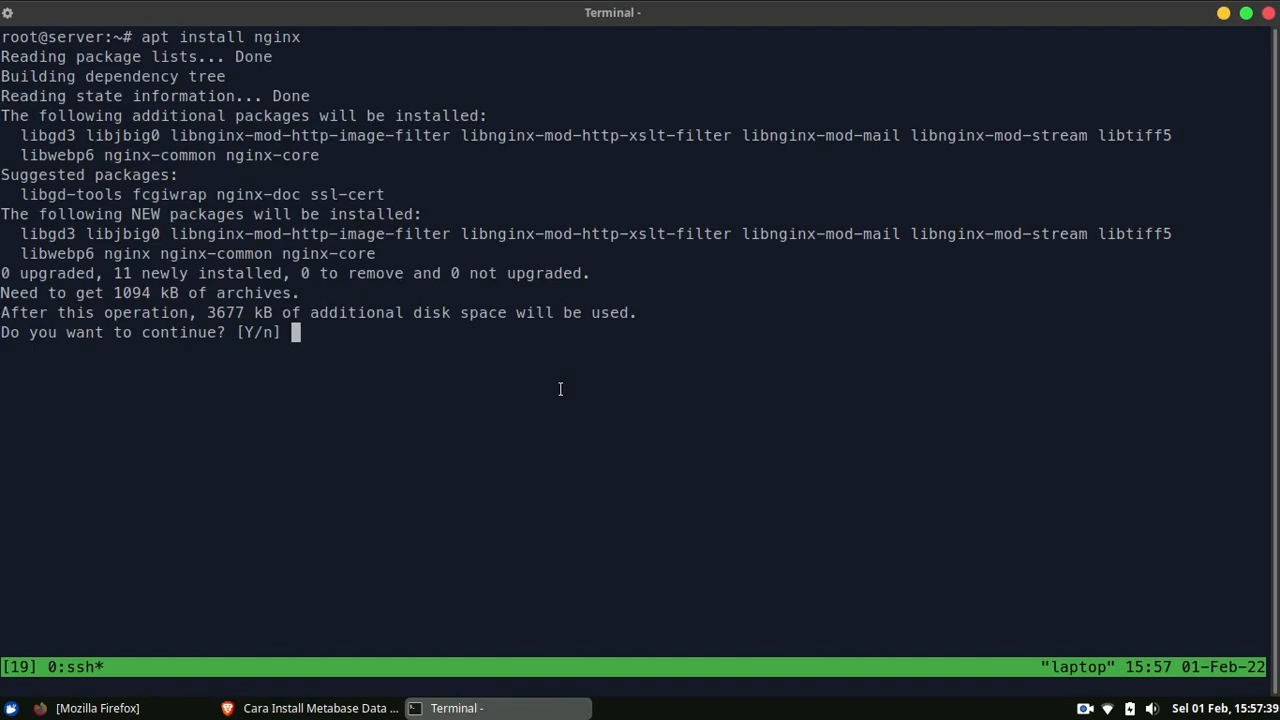 Terminal -
root@server:~# apt install nginx
Reading package lists... Done
Building dependency tree
Reading state information... Done
The following additional packages will be installed:
  libgd3 libjbig0 libnginx-mod-http-image-filter libnginx-mod-http-xslt-filter libnginx-mod-mail libnginx-mod-stream libtiff5
  libwebp6 nginx-common nginx-core
Suggested packages:
  libgd-tools fcgiwrap nginx-doc ssl-cert
The following NEW packages will be installed:
  libgd3 libjbig0 libnginx-mod-http-image-filter libnginx-mod-http-xslt-filter libnginx-mod-mail libnginx-mod-stream libtiff5
  libwebp6 nginx nginx-common nginx-core
0 upgraded, 11 newly installed, 0 to remove and 0 not upgraded.
Need to get 1094 kB of archives.
After this operation, 3677 kB of additional disk space will be used.
Do you want to continue? [Y/n]
[19] 0:ssh* "laptop" 15:57 01-Feb-22
[Mozilla Firefox] Cara Install Metabase Data ... Terminal - Sel 01 Feb, 15:57:39